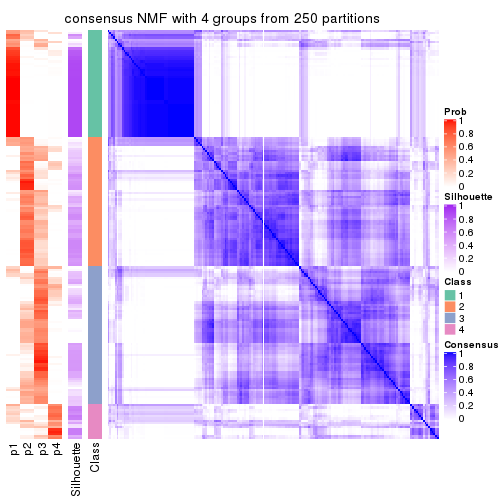 consensus NMF with 4 groups from 250 partitions
Prob
1
0.8
0.6
0.4
0.2
0
Silhouette
1
0.8
0.6
0.4
0.2
0
Class
1
2
3
4
Consensus
1
0.8
0.6
0.4
0.2
0
p1
p2
p3
p4
Silhouette
Class